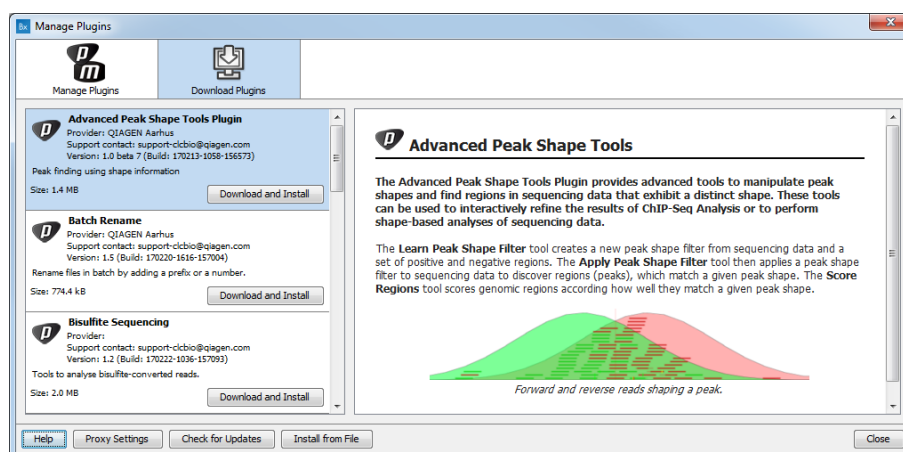 Bx Manage Plugins
Manage Plugins
Download Plugins
Advanced Peak Shape Tools Plugin
Provider: QIAGEN Aarhus
Support contact: support-clcbio@qiagen.com
Version: 1.0 beta 7 (Build: 170213-1058-156573)
Peak finding using shape information
Size: 1.4 MB
Download and Install
Batch Rename
Provider: QIAGEN Aarhus
Support contact: support-clcbio@qiagen.com
Version: 1.5 (Build: 170220-1616-157004)
Rename files in batch by adding a prefix or a number.
Size: 774.4 kB
Download and Install
Bisulfite Sequencing
Provider:
Support contact: support-clcbio@qiagen.com
Version: 1.2 (Build: 170222-1036-157093)
Tools to analyse bisulfite-converted reads.
Size: 2.0 MB
Download and Install
Advanced Peak Shape Tools
The Advanced Peak Shape Tools Plugin provides advanced tools to manipulate peak
shapes and find regions in sequencing data that exhibit a distinct shape. These tools
can be used to interactively refine the results of ChIP-Seq Analysis or to perform
shape-based analyses of sequencing data.
The Learn Peak Shape Filter tool creates a new peak shape filter from sequencing data and a
set of positive and negative regions. The Apply Peak Shape Filter tool then applies a peak shape
filter to sequencing data to discover regions (peaks), which match a given peak shape. The Score
Regions tool scores genomic regions according how well they match a given peak shape.
Forward and reverse reads shaping a peak.
Help
Proxy Settings
Check for Updates
Install from File
Close